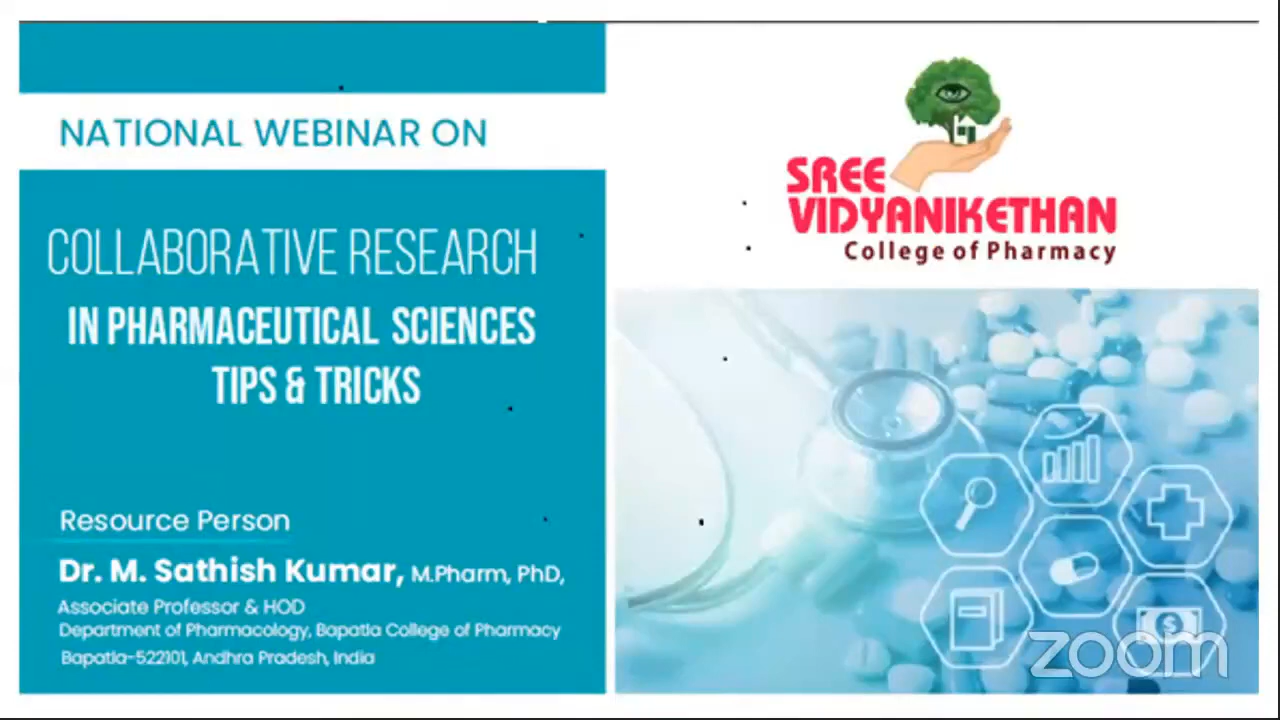 NATIONAL WEBINAR ON
COLLABORATIVE RESEARCH
IN PHARMACEUTICAL SCIENCES
TIPS & TRICKS
Resource Person
Dr. M. Sathish Kumar, M.Pharm, PhD,
Associate Professor & HOD
Department of Pharmacology, Bapatla College of Pharmacy
Bapatla-522101, Andhra Pradesh, India
SREE
VIDYANIKETHAN
College of Pharmacy
$
zoom